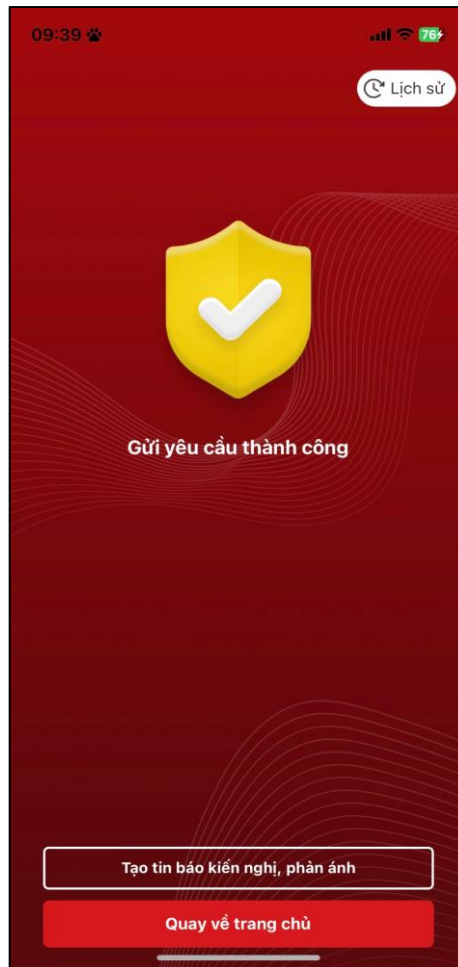 09:39
76
Lịch sử
Gửi yêu cầu thành công
Tạo tin báo kiến nghị, phản ánh
Quay về trang chủ